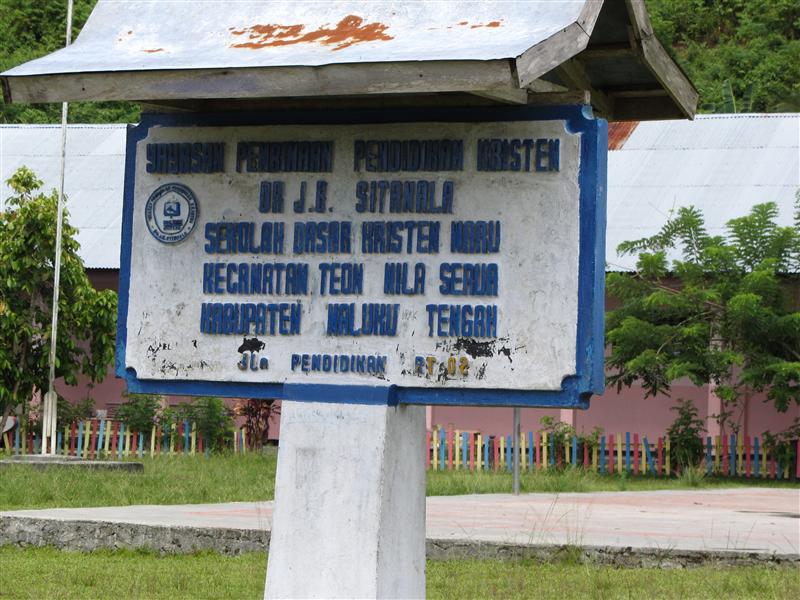 YAYASAN PEMBINAAN PENDIDIKAN KRISTEN
DR J.B. SITANALA
SEKOLAH DASAR KRISTEN WARU
KECAMATAN TEON NILA SERUA
KABUPATEN MALUKU TENGAH
JLn PENDIDIKAN RT 02